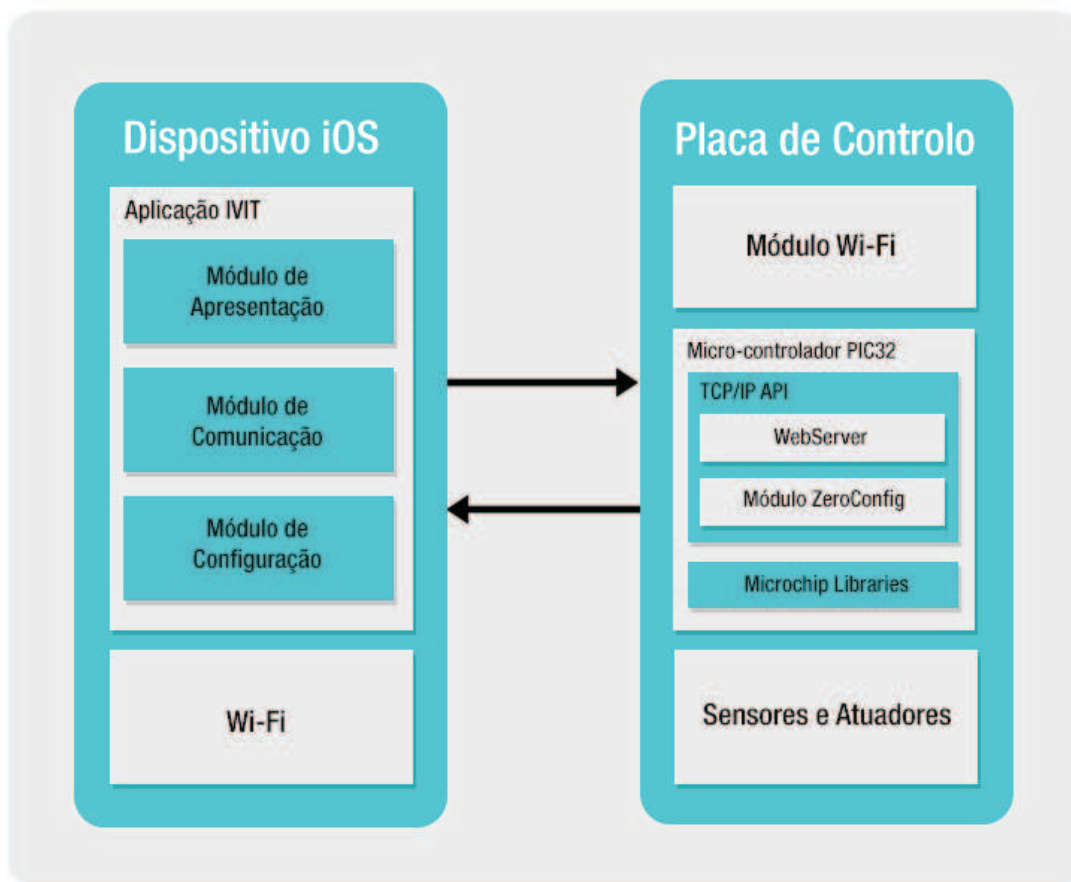 Dispositivo iOS
Aplicação IVIT
Módulo de
Apresentação
Módulo de
Comunicação
Módulo de
Configuração
Wi-Fi
Placa de Controlo
Módulo Wi-Fi
Micro-controlador PIC32
TCP/IP API
WebServer
Módulo ZeroConfig
Microchip Libraries
Sensores e Atuadores